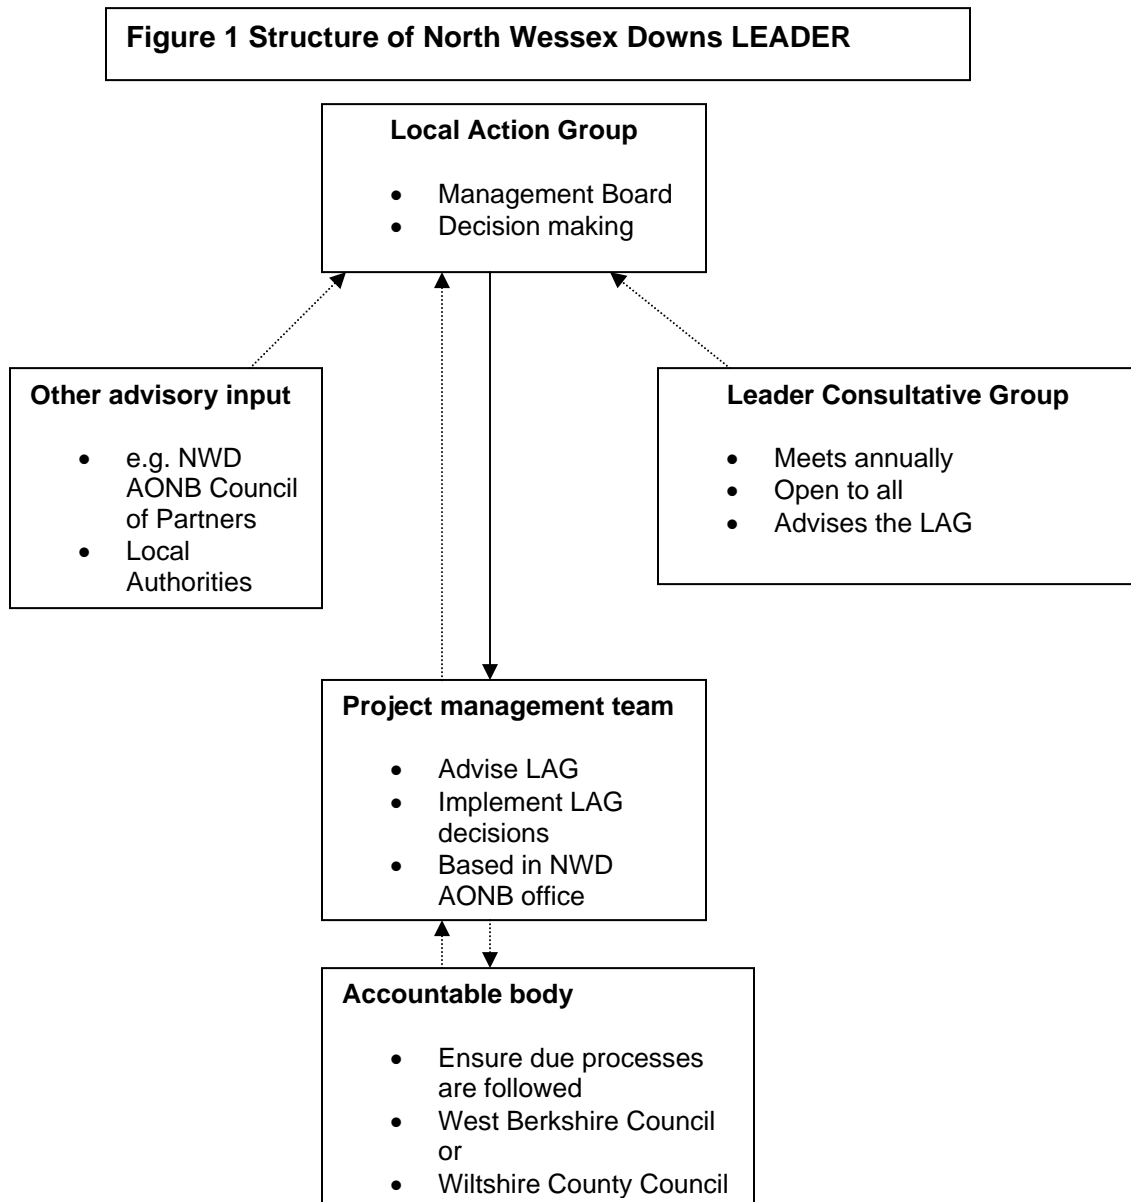 Figure 1 Structure of North Wessex Downs LEADER
Local Action Group
• Management Board
• Decision making
Other advisory input
• e.g. NWD
AONB Council
of Partners
• Local
Authorities
Leader Consultative Group
• Meets annually
• Open to all
• Advises the LAG
Project management team
• Advise LAG
• Implement LAG
decisions
• Based in NWD
AONB office
Accountable body
• Ensure due processes
are followed
• West Berkshire Council
or
• Wiltshire County Council